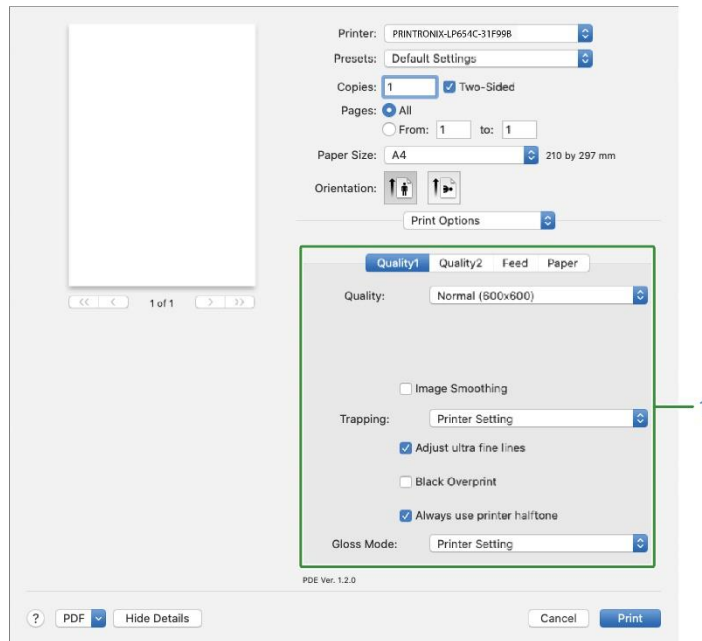 Printer: PRINTRONIX-LP654C-31F99B
Presets: Default Settings
Copies: 1 Two-Sided
Pages: All
From: 1 to: 1
Paper Size: A4 210 by 297 mm
Orientation:
Print Options
Quality1 Quality2 Feed Paper
Quality: Normal (600x600)
<< < 1 of 1 > >>
Image Smoothing
Trapping: Printer Setting
Adjust ultra fine lines
Black Overprint
Always use printer halftone
Gloss Mode: Printer Setting
PDE Ver. 1.2.0
? PDF Hide Details Cancel Print